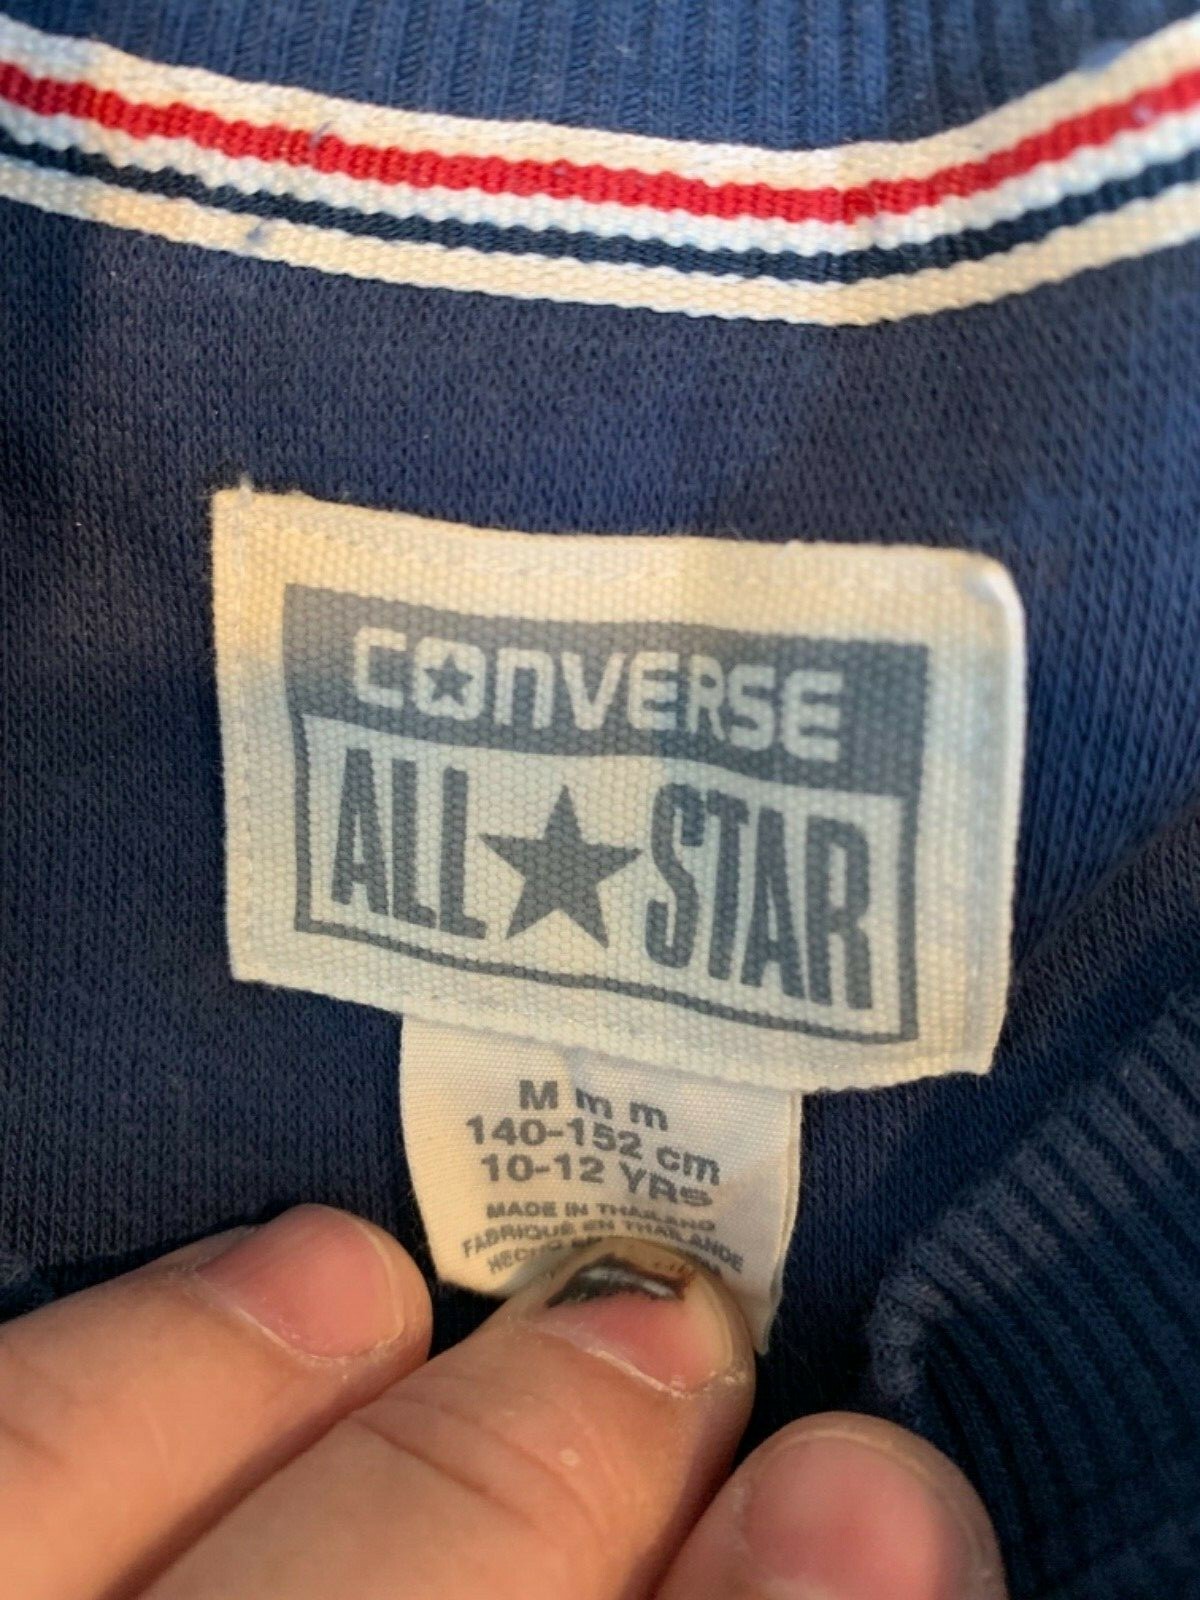 CONVERSE
ALL STAR
M m m
140-152 cm
10-12 YRS
MADE IN THAILAND
FABRIQUÉ EN THAILANDE